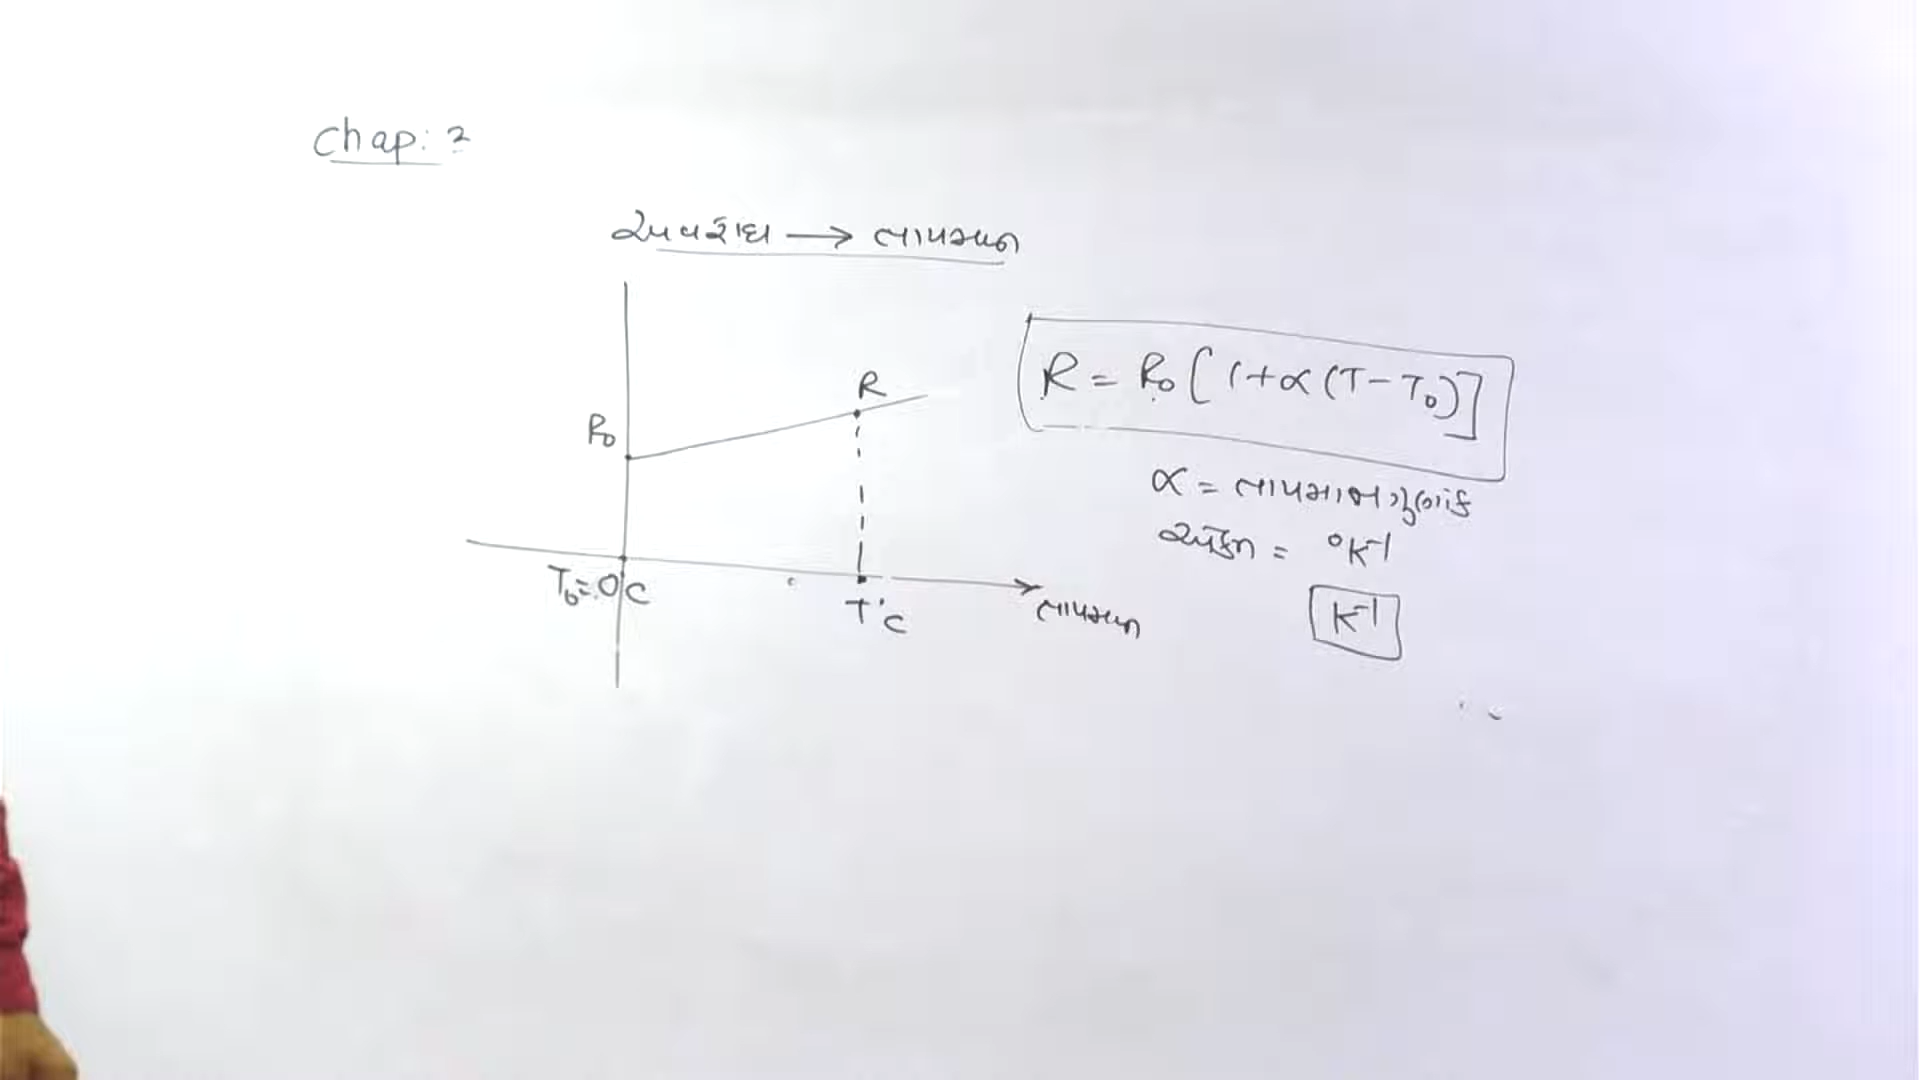 Chap: 2
અવરોધ → તાપમાન
R
R₀
R = R₀ [ 1 + α (T - T₀) ]
α = તાપમાન ગુણાંક
એકમ = °K⁻¹
K⁻¹
T₀ = 0°C
T°C
તાપમાન